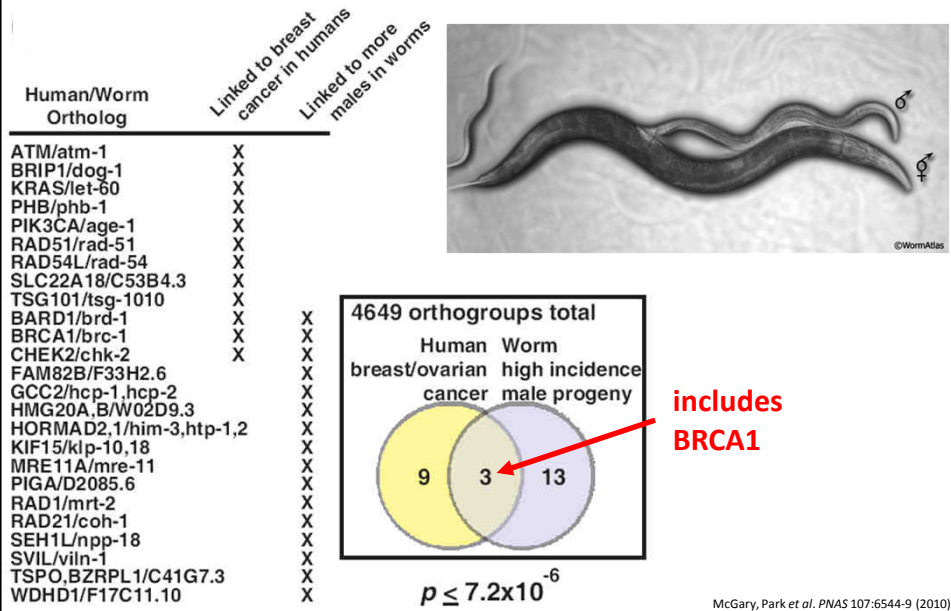 Human/Worm
Ortholog
Linked to breast
cancer in humans
Linked to more
males in worms
ATM/atm-1 X
BRIP1/dog-1 X
KRAS/let-60 X
PHB/phb-1 X
PIK3CA/age-1 X
RAD51/rad-51 X
RAD54L/rad-54 X
SLC22A18/C53B4.3 X
TSG101/tsg-1010 X
BARD1/brd-1 X X
BRCA1/brc-1 X X
CHEK2/chk-2 X X
FAM82B/F33H2.6 X
GCC2/hcp-1,hcp-2 X
HMG20A,B/W02D9.3 X
HORMAD2,1/him-3,htp-1,2 X
KIF15/klp-10,18 X
MRE11A/mre-11 X
PIGA/D2085.6 X
RAD1/mrt-2 X
RAD21/coh-1 X
SEH1L/npp-18 X
SVIL/viln-1 X
TSPO,BZRPL1/C41G7.3 X
WDHD1/F17C11.10 X
♂
⚥
©WormAtlas
4649 orthogroups total
Human
breast/ovarian
cancer
Worm
high incidence
male progeny
9 3 13
includes
BRCA1
p ≤ 7.2x10^-6
McGary, Park et al. PNAS 107:6544-9 (2010)